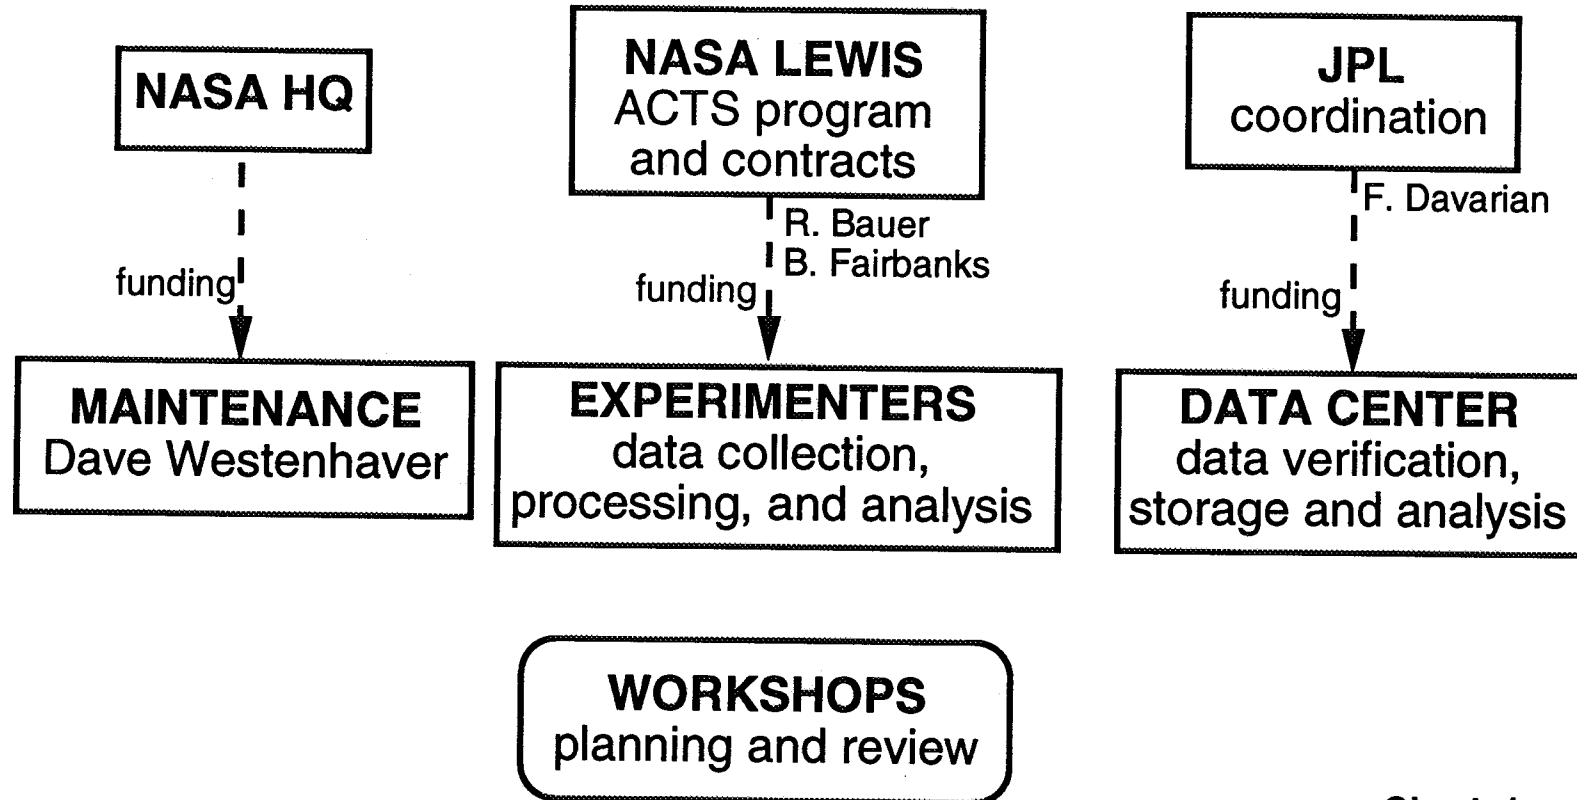 NASA HQ
NASA LEWIS
ACTS program
and contracts
JPL
coordination
R. Bauer
B. Fairbanks
F. Davarian
funding
funding
funding
MAINTENANCE
Dave Westenhaver
EXPERIMENTERS
data collection,
processing, and analysis
DATA CENTER
data verification,
storage and analysis
WORKSHOPS
planning and review